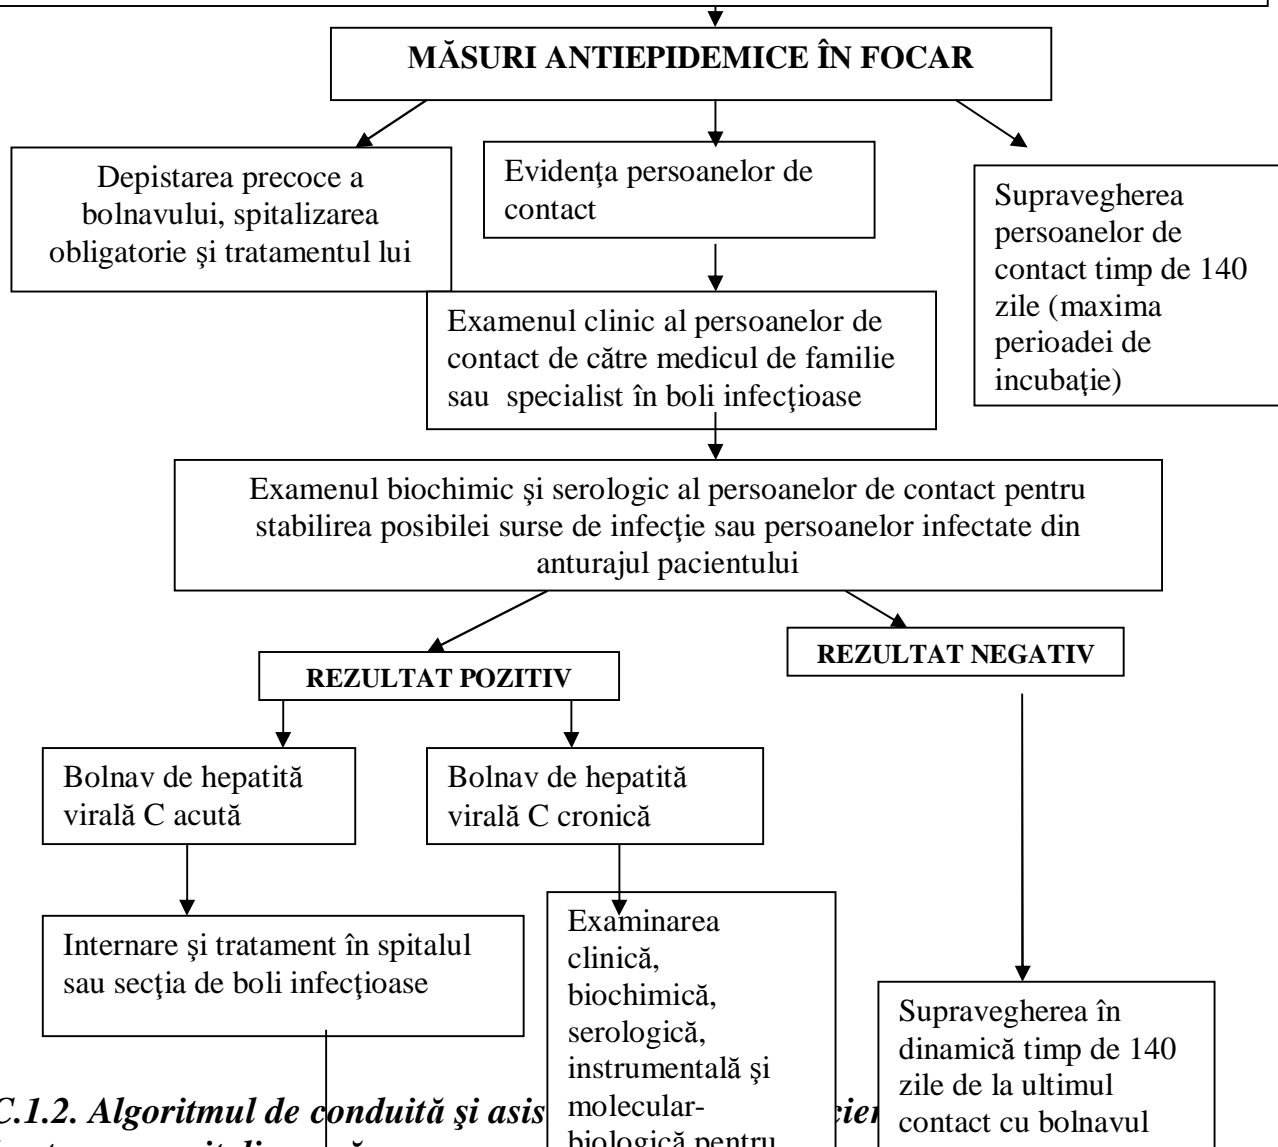 MĂSURI ANTIEPIDEMICE ÎN FOCAR
Depistarea precoce a
bolnavului, spitalizarea
obligatorie şi tratamentul lui
Evidenţa persoanelor de
contact
Supravegherea
persoanelor de
contact timp de 140
zile (maxima
perioadei de
incubaţie)
Examenul clinic al persoanelor de
contact de către medicul de familie
sau specialist în boli infecţioase
Examenul biochimic şi serologic al persoanelor de contact pentru
stabilirea posibilei surse de infecţie sau persoanelor infectate din
anturajul pacientului
REZULTAT POZITIV
REZULTAT NEGATIV
Bolnav de hepatită
virală C acută
Bolnav de hepatită
virală C cronică
Internare şi tratament în spitalul
sau secţia de boli infecţioase
Examinarea
clinică,
biochimică,
serologică,
instrumentală şi
molecular-
biologică pentru
Supravegherea în
dinamică timp de 140
zile de la ultimul
contact cu bolnavul
C.1.2. Algoritmul de conduită şi